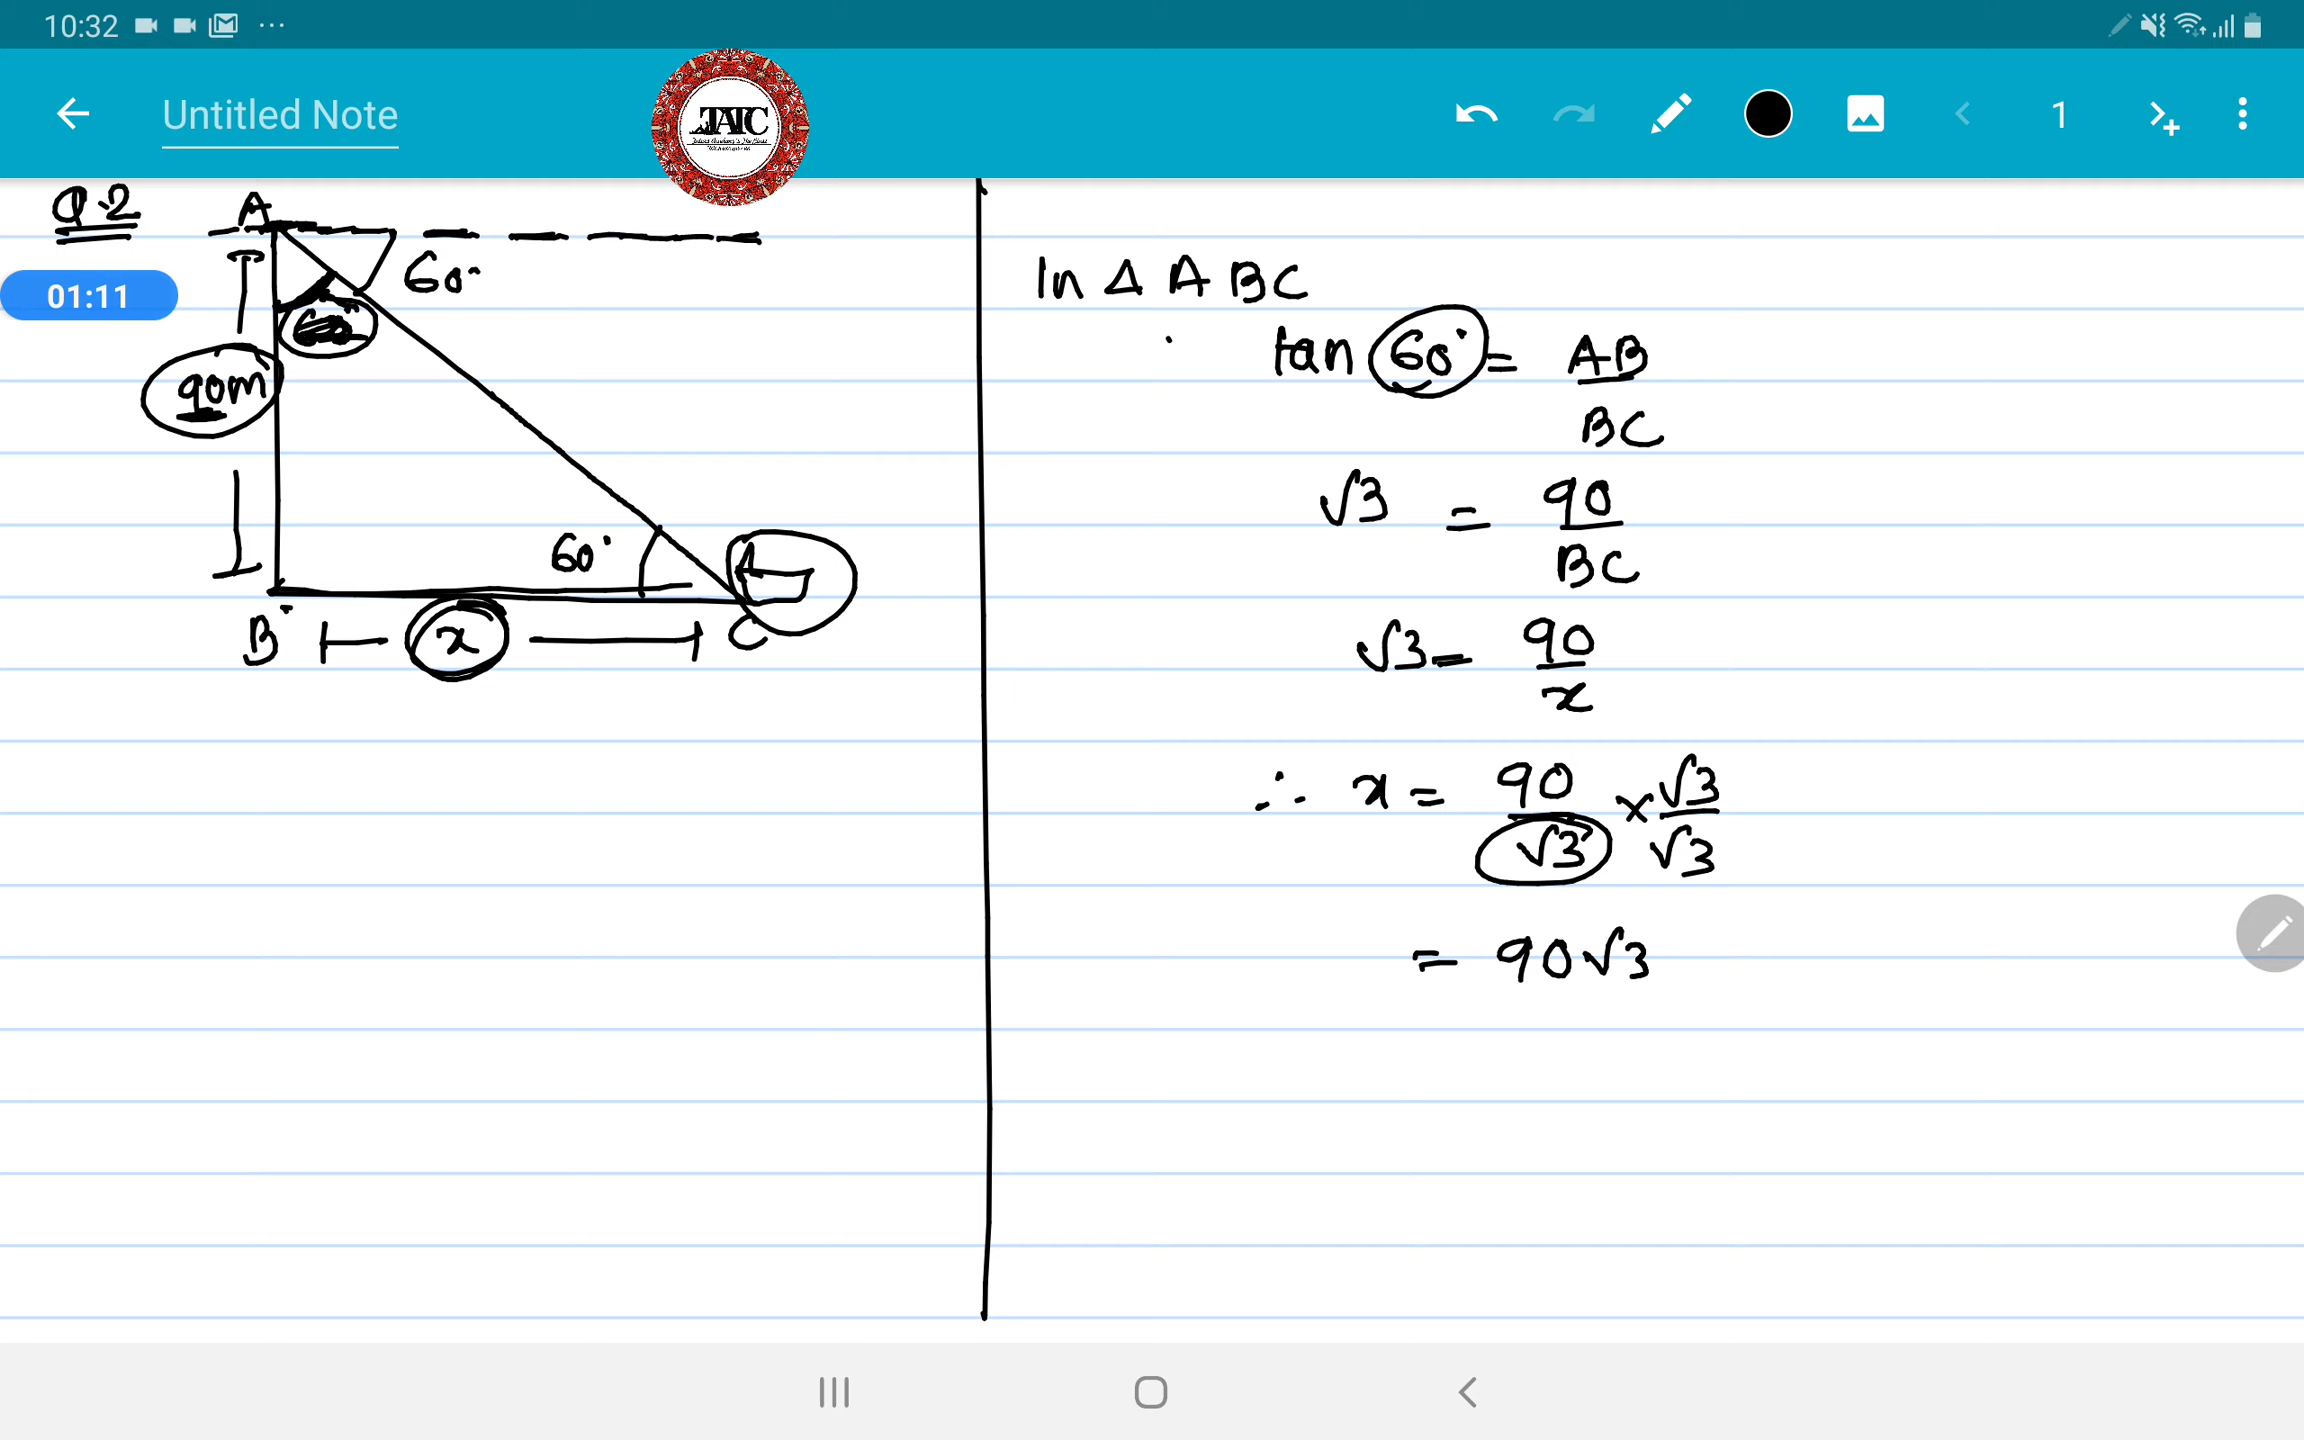 10:32
Untitled Note
TATC
1
Q.2
A
60°
01:11
90m
60°
B
x
C
In Δ ABC
tan 60° = AB
BC
√3 = 90
BC
√3 = 90
x
∴ x = 90 × √3
√3 √3
= 90√3